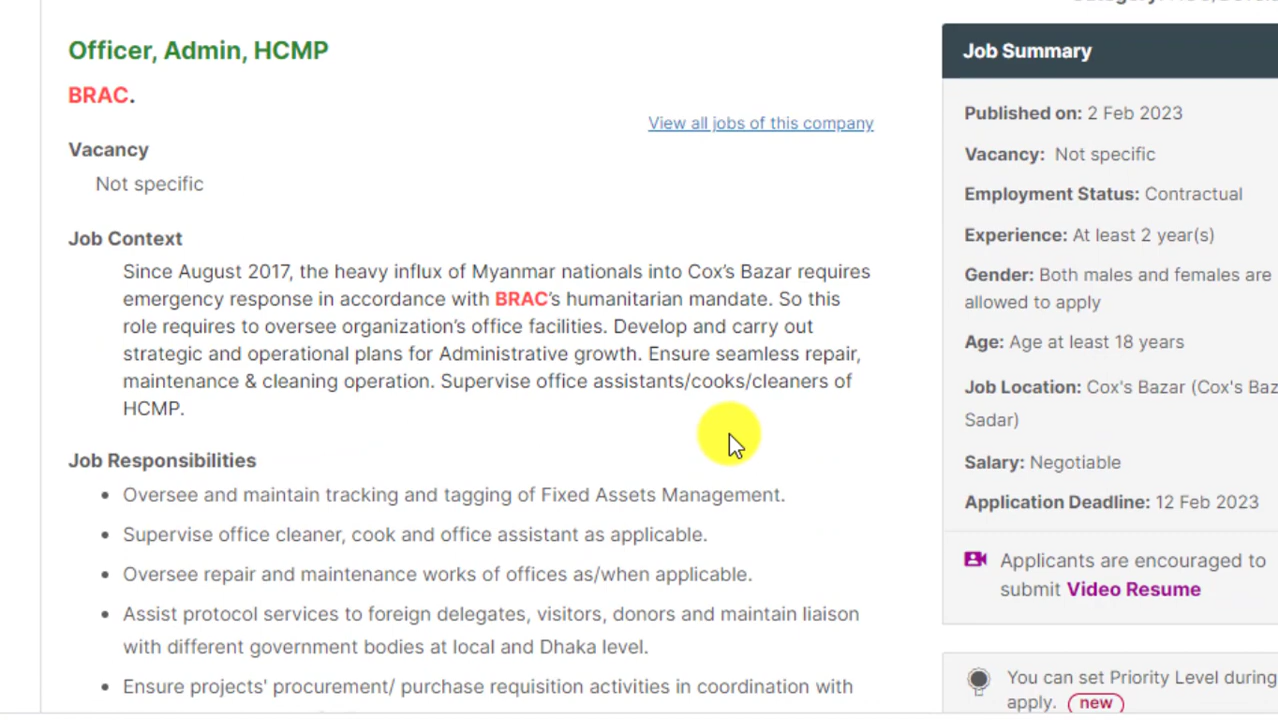 Officer, Admin, HCMP
BRAC.
View all jobs of this company
Vacancy
Not specific
Job Context
Since August 2017, the heavy influx of Myanmar nationals into Cox's Bazar requires
emergency response in accordance with BRAC's humanitarian mandate. So this
role requires to oversee organization's office facilities. Develop and carry out
strategic and operational plans for Administrative growth. Ensure seamless repair,
maintenance & cleaning operation. Supervise office assistants/cooks/cleaners of
HCMP.
Job Responsibilities
Oversee and maintain tracking and tagging of Fixed Assets Management.
Supervise office cleaner, cook and office assistant as applicable.
Oversee repair and maintenance works of offices as/when applicable.
Assist protocol services to foreign delegates, visitors, donors and maintain liaison
with different government bodies at local and Dhaka level.
Ensure projects' procurement/ purchase requisition activities in coordination with
Job Summary
Published on: 2 Feb 2023
Vacancy: Not specific
Employment Status: Contractual
Experience: At least 2 year(s)
Gender: Both males and females are
allowed to apply
Age: Age at least 18 years
Job Location: Cox's Bazar (Cox's Baz
Sadar)
Salary: Negotiable
Application Deadline: 12 Feb 2023
Applicants are encouraged to
submit Video Resume
You can set Priority Level during
apply. new